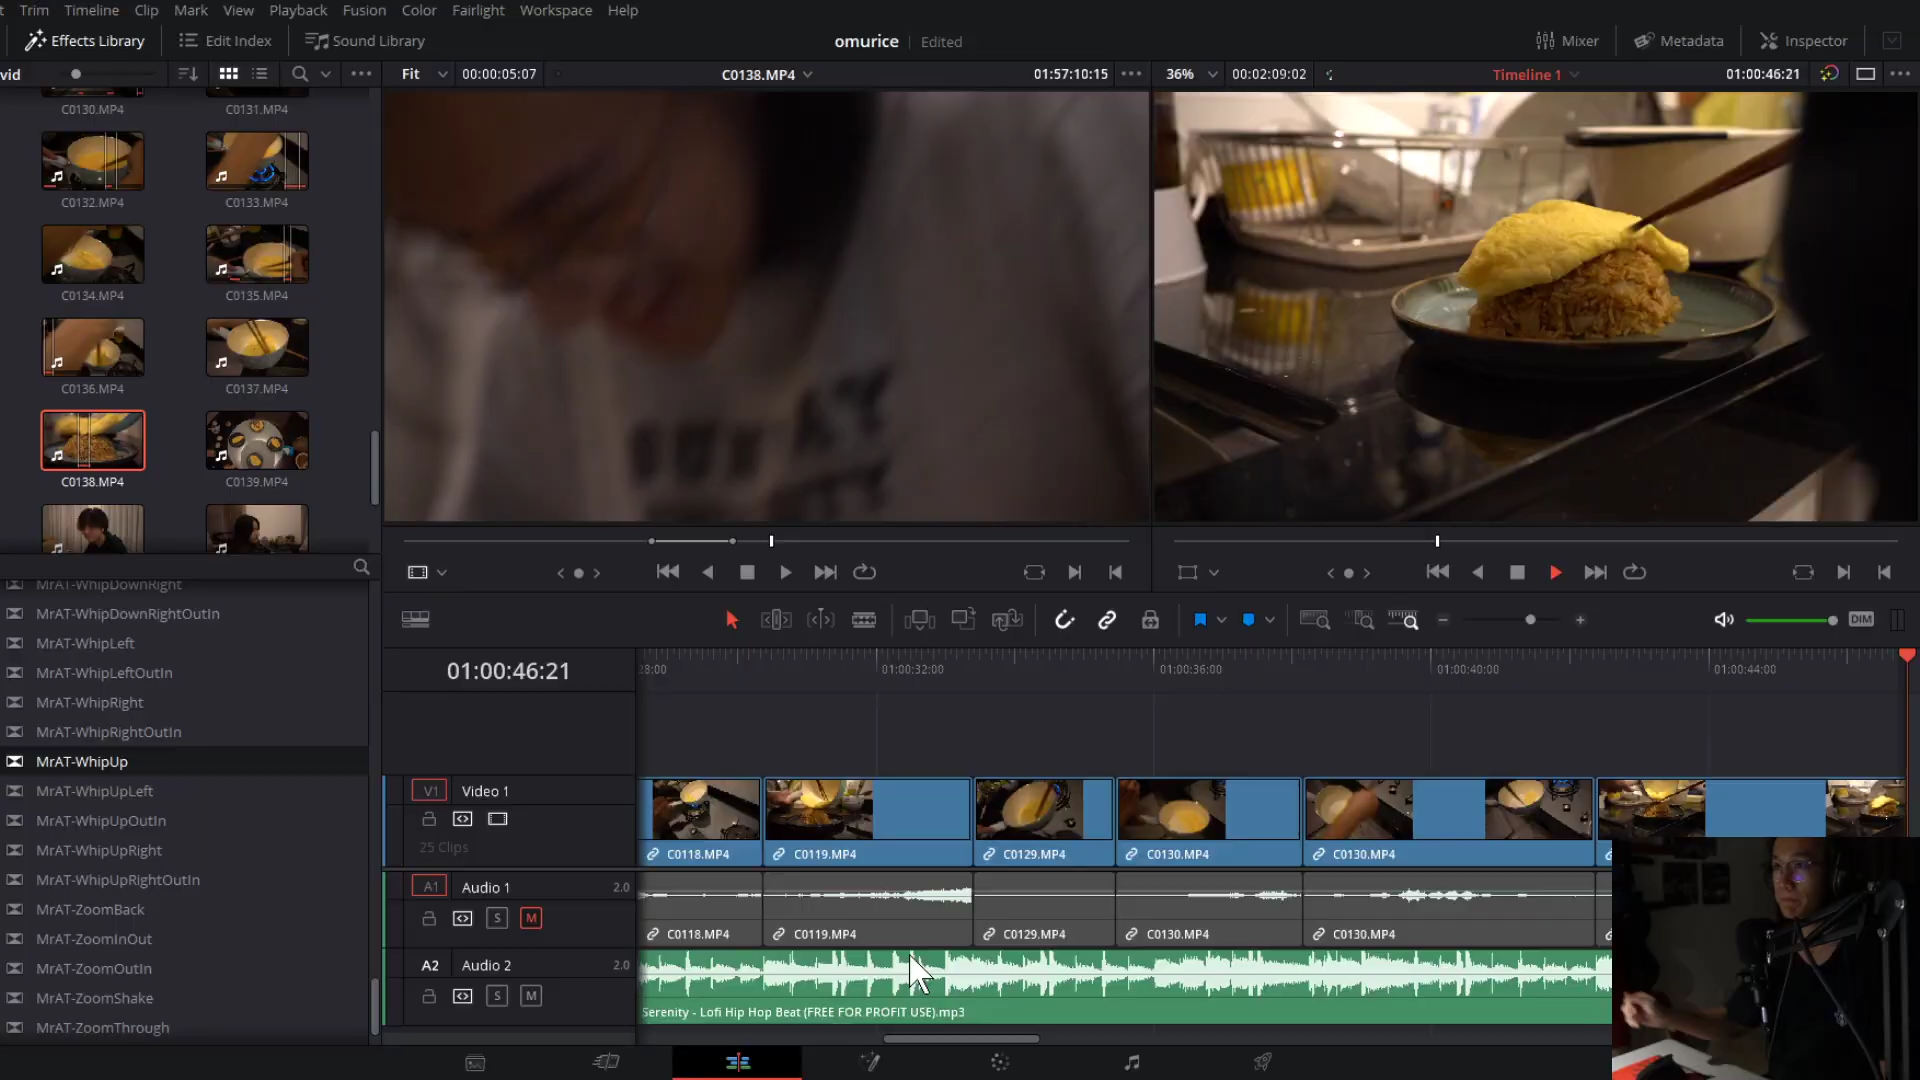 Trim Timeline Clip Mark View Playback Fusion Color Fairlight Workspace Help
Effects Library Edit Index Sound Library omurice Edited Mixer Metadata Inspector
vid Fit 00:00:05:07 C0138.MP4 01:57:10:15 36% 00:02:09:02 Timeline 1 01:00:46:21
C0130.MP4 C0131.MP4
C0132.MP4 C0133.MP4
C0134.MP4 C0135.MP4
C0136.MP4 C0137.MP4
C0138.MP4 C0139.MP4
MrAT-WhipDownRight
MrAT-WhipDownRightOutIn
MrAT-WhipLeft
MrAT-WhipLeftOutIn
MrAT-WhipRight
MrAT-WhipRightOutIn
MrAT-WhipUp
MrAT-WhipUpLeft
MrAT-WhipUpOutIn
MrAT-WhipUpRight
MrAT-WhipUpRightOutIn
MrAT-ZoomBack
MrAT-ZoomInOut
MrAT-ZoomOutIn
MrAT-ZoomShake
MrAT-ZoomThrough
DIM
01:00:46:21 28:00 01:00:32:00 01:00:36:00 01:00:40:00 01:00:44:00
V1 Video 1
25 Clips
C0118.MP4 C0119.MP4 C0129.MP4 C0130.MP4 C0130.MP4
A1 Audio 1 2.0
S M
C0118.MP4 C0119.MP4 C0129.MP4 C0130.MP4 C0130.MP4
A2 Audio 2 2.0
S M
Serenity - Lofi Hip Hop Beat (FREE FOR PROFIT USE).mp3